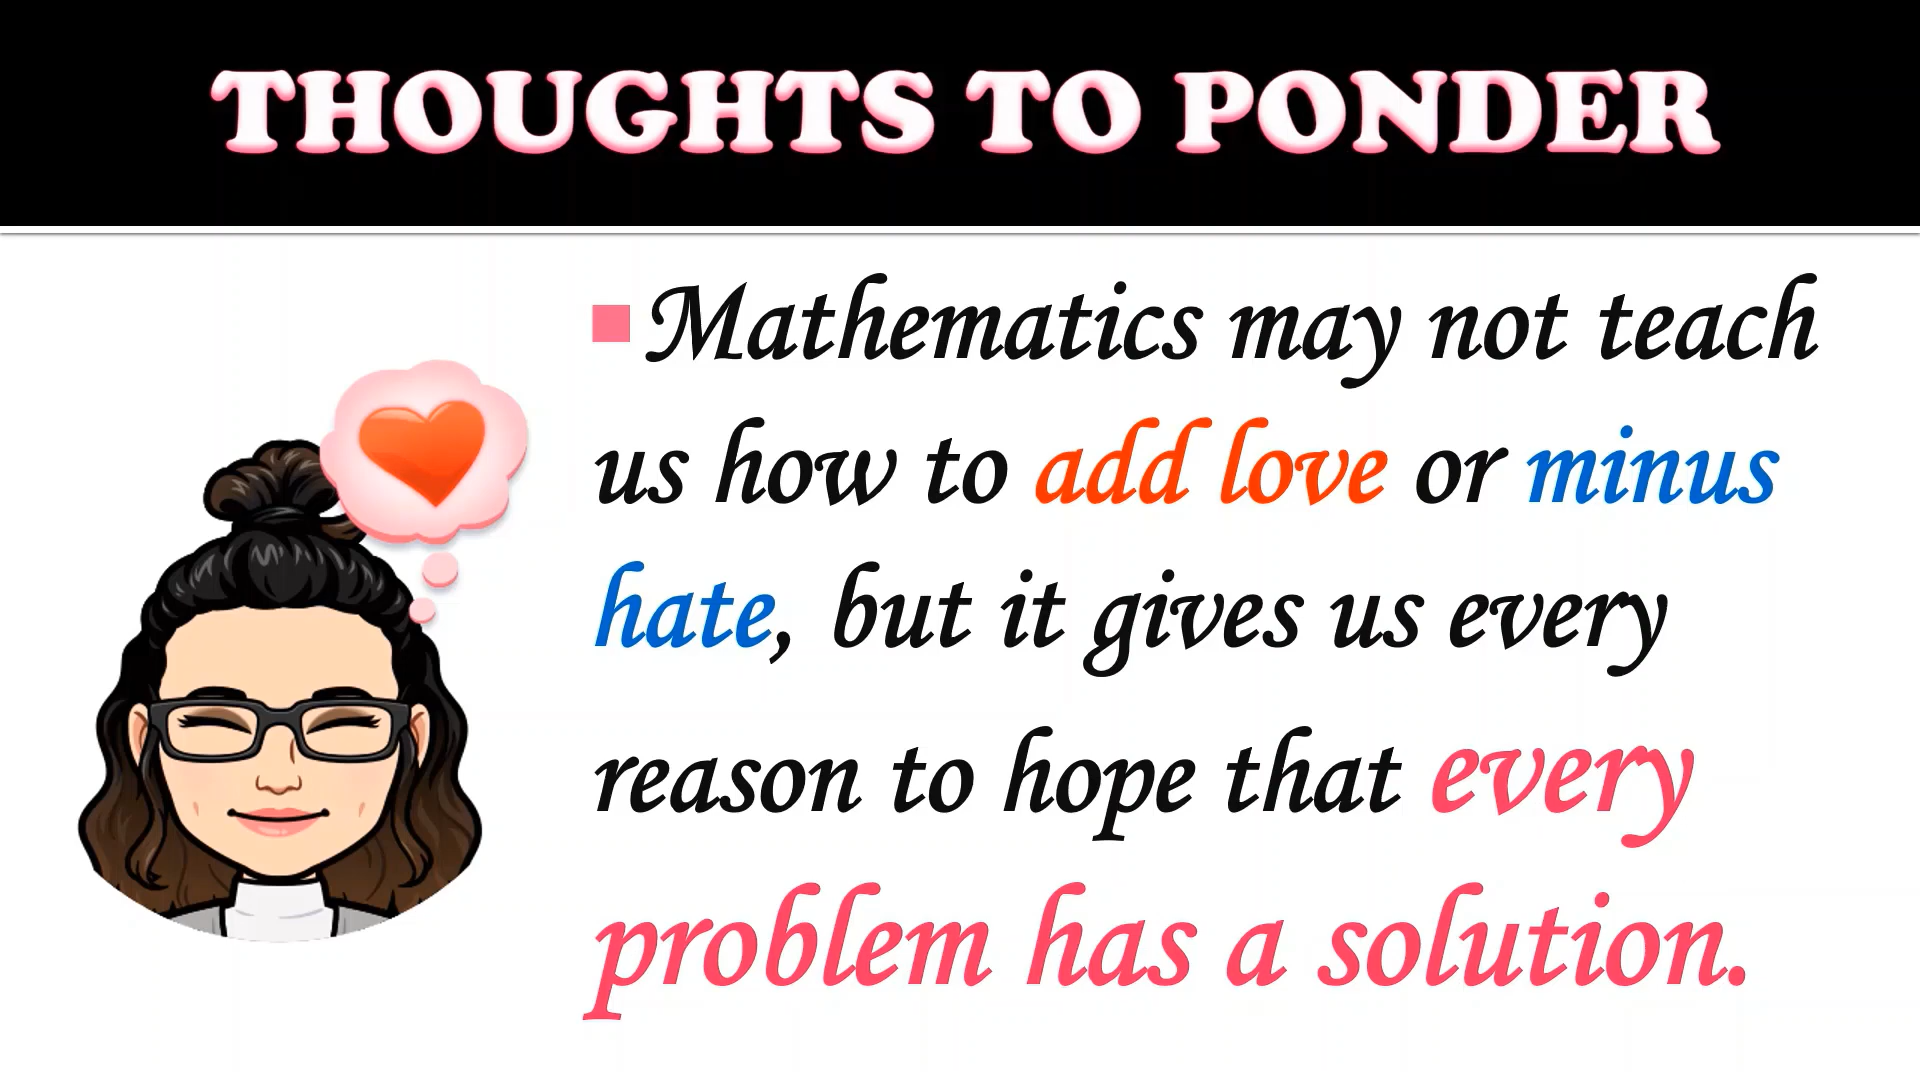 THOUGHTS TO PONDER
Mathematics may not teach
us how to add love or minus
hate, but it gives us every
reason to hope that every
problem has a solution.